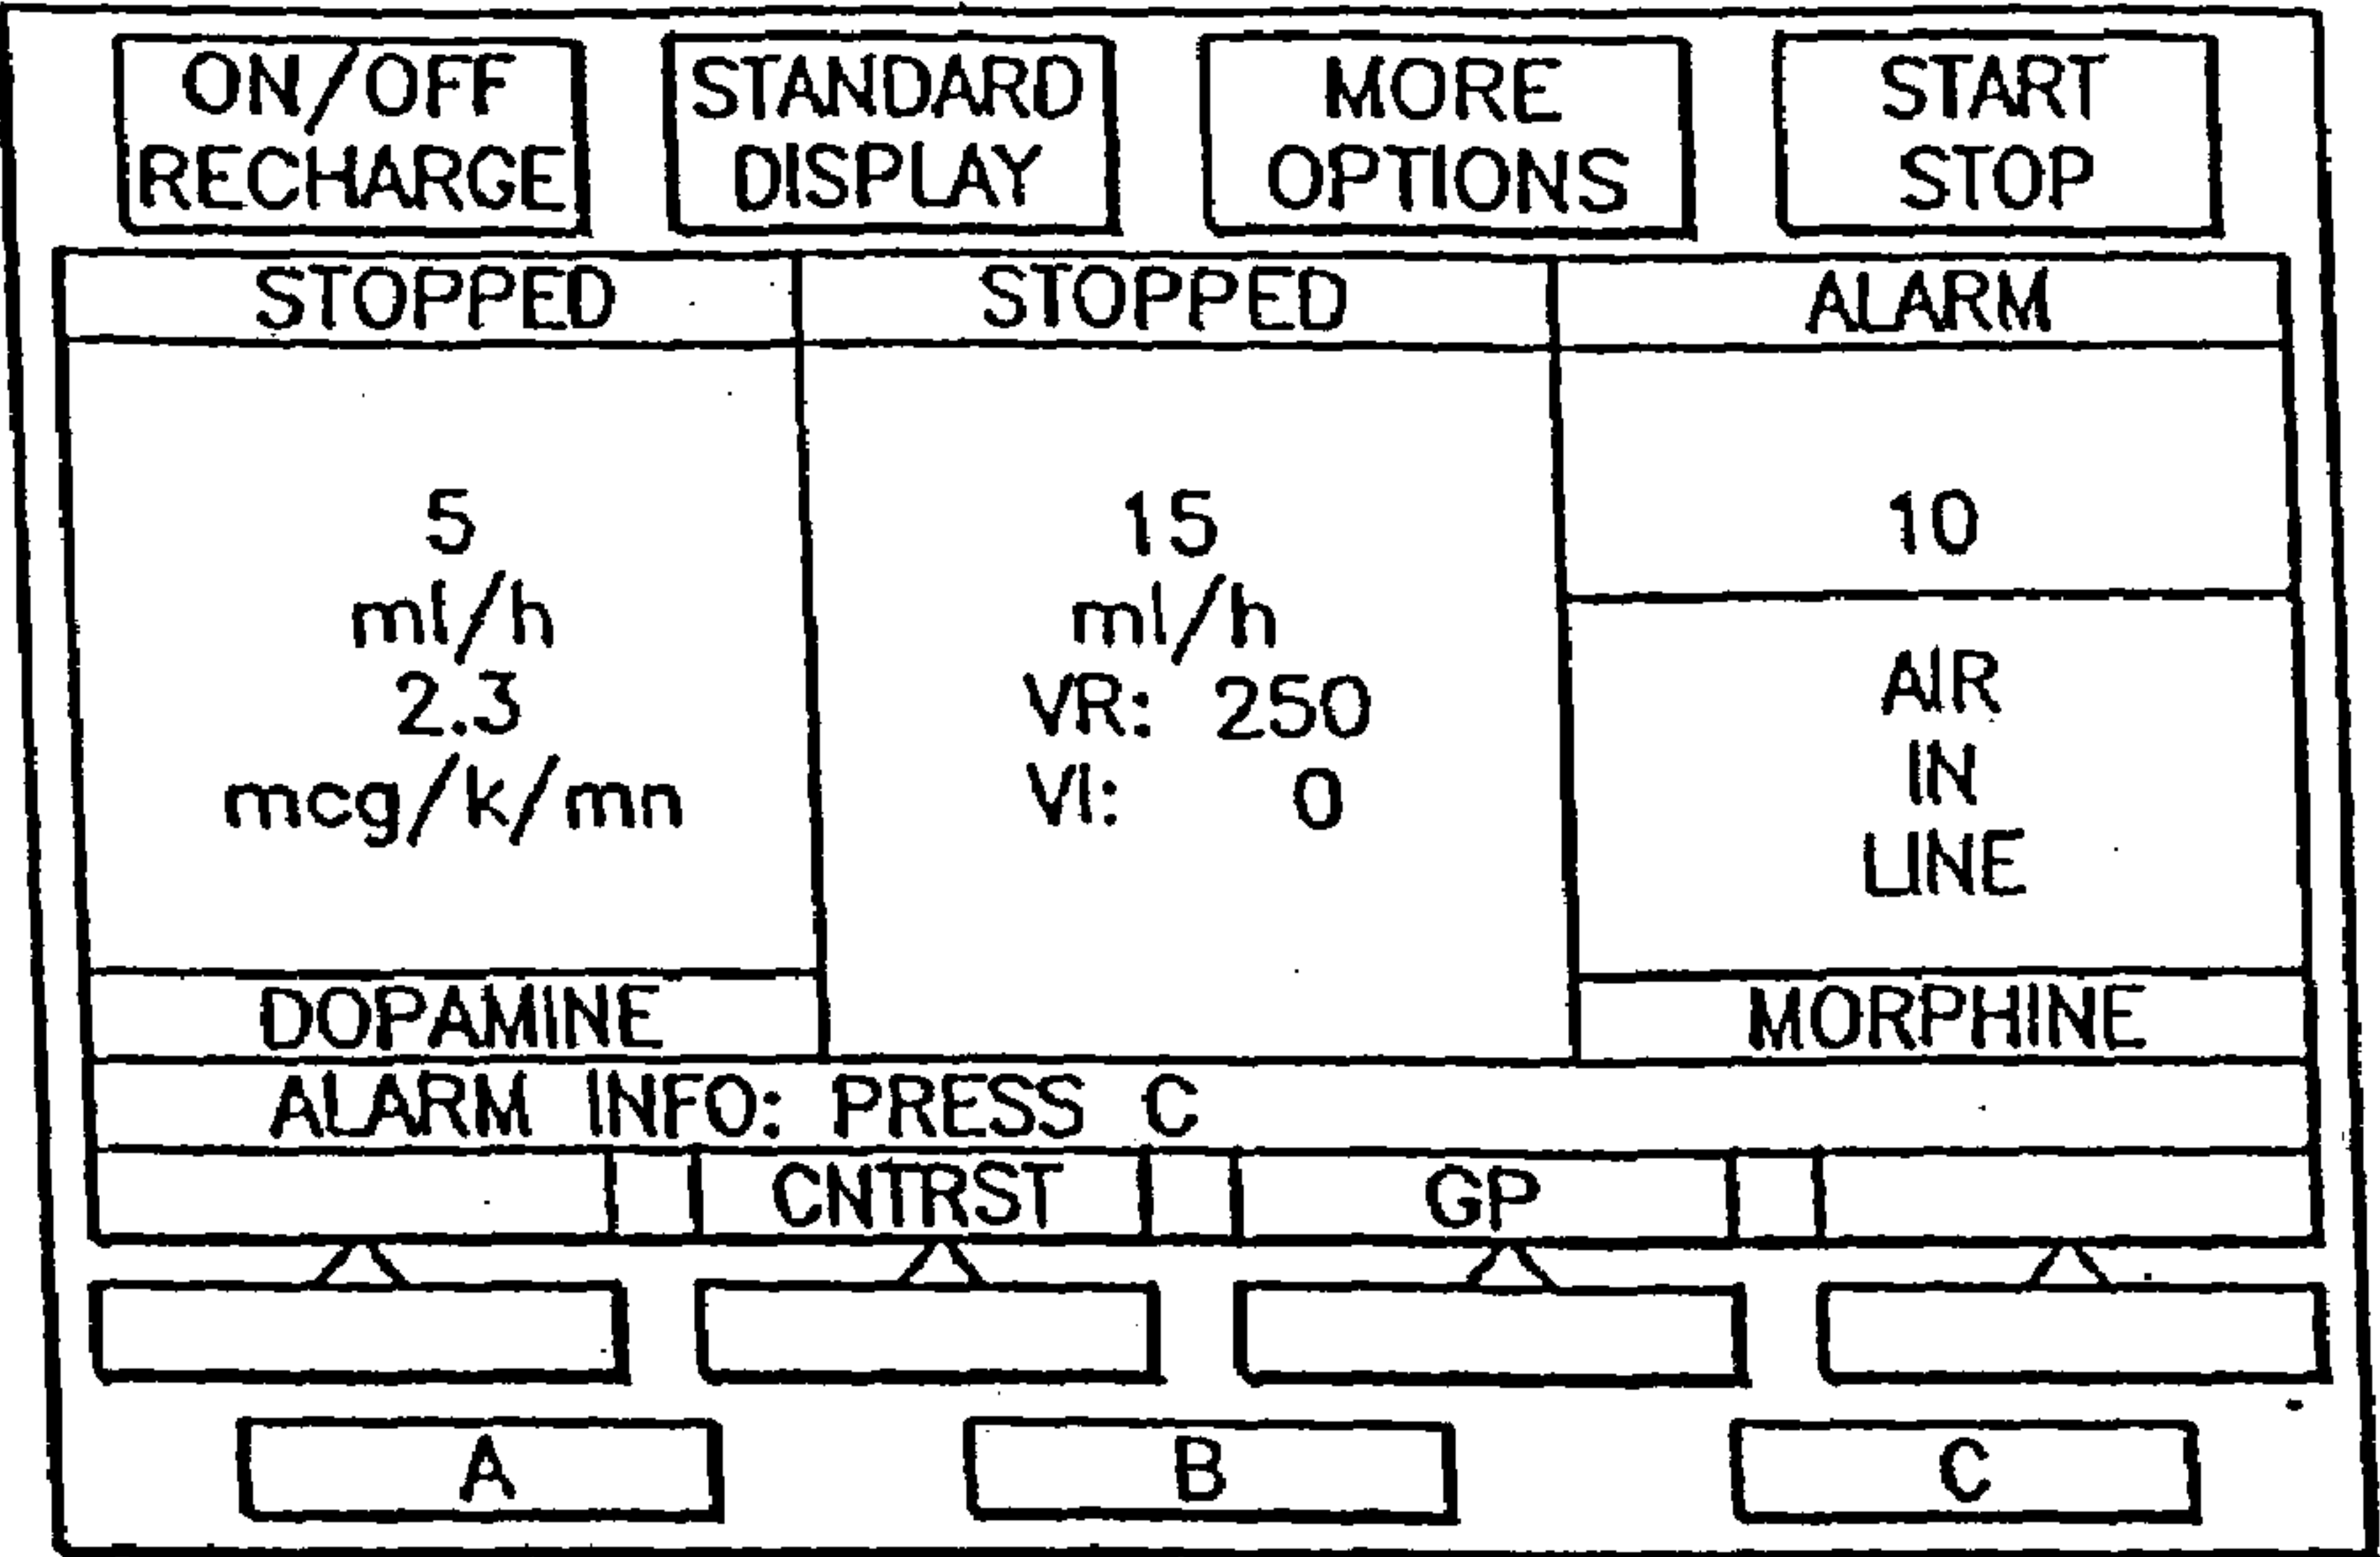 ON/OFF
RECHARGE
STANDARD
DISPLAY
MORE
OPTIONS
START
STOP
STOPPED
STOPPED
ALARM
5
ml/h
2.3
mcg/k/mn
DOPAMINE
15
ml/h
VR: 250
VI: 0
10
AIR
IN
LINE
MORPHINE
ALARM INFO: PRESS C
CNTRST
GP
A
B
C